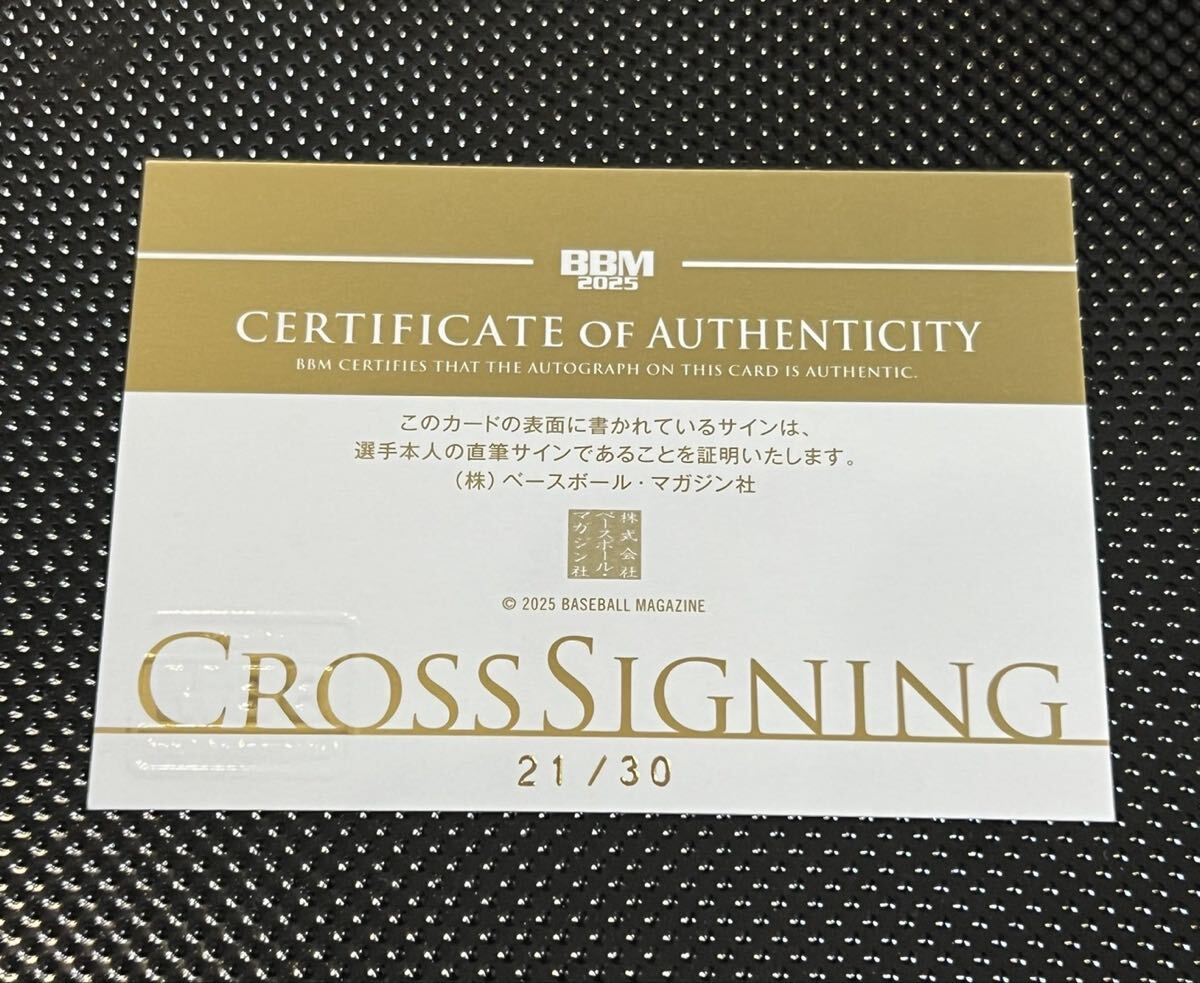 BBM
2025
CERTIFICATE OF AUTHENTICITY
BBM CERTIFIES THAT THE AUTOGRAPH ON THIS CARD IS AUTHENTIC.
このカードの表面に書かれているサインは、
選手本人の直筆サインであることを証明いたします。
（株）ベースボール・マガジン社
株式会社
ベースボール・
マガジン社
© 2025 BASEBALL MAGAZINE
CROSSSIGNING
21/30